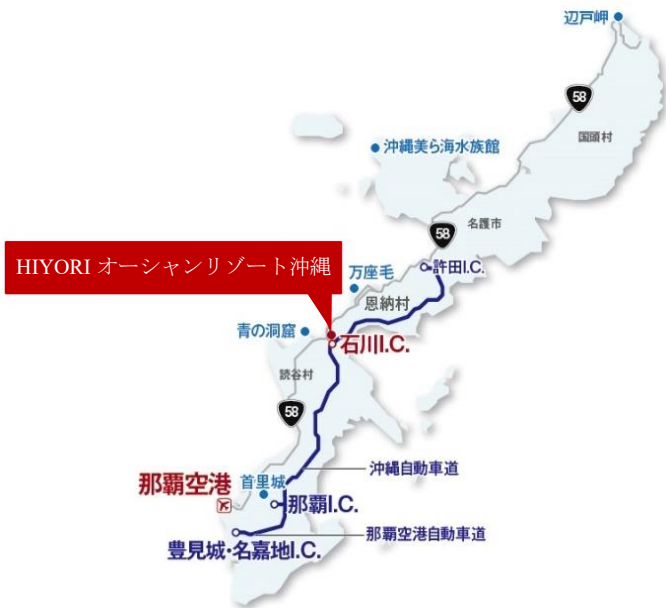 辺戸岬
58
国頭村
沖縄美ら海水族館
名護市
58
許田I.C.
HIYORI オーシャンリゾート沖縄
万座毛
恩納村
青の洞窟
石川I.C.
読谷村
58
沖縄自動車道
那覇空港
首里城
那覇I.C.
那覇空港自動車道
豊見城・名嘉地I.C.